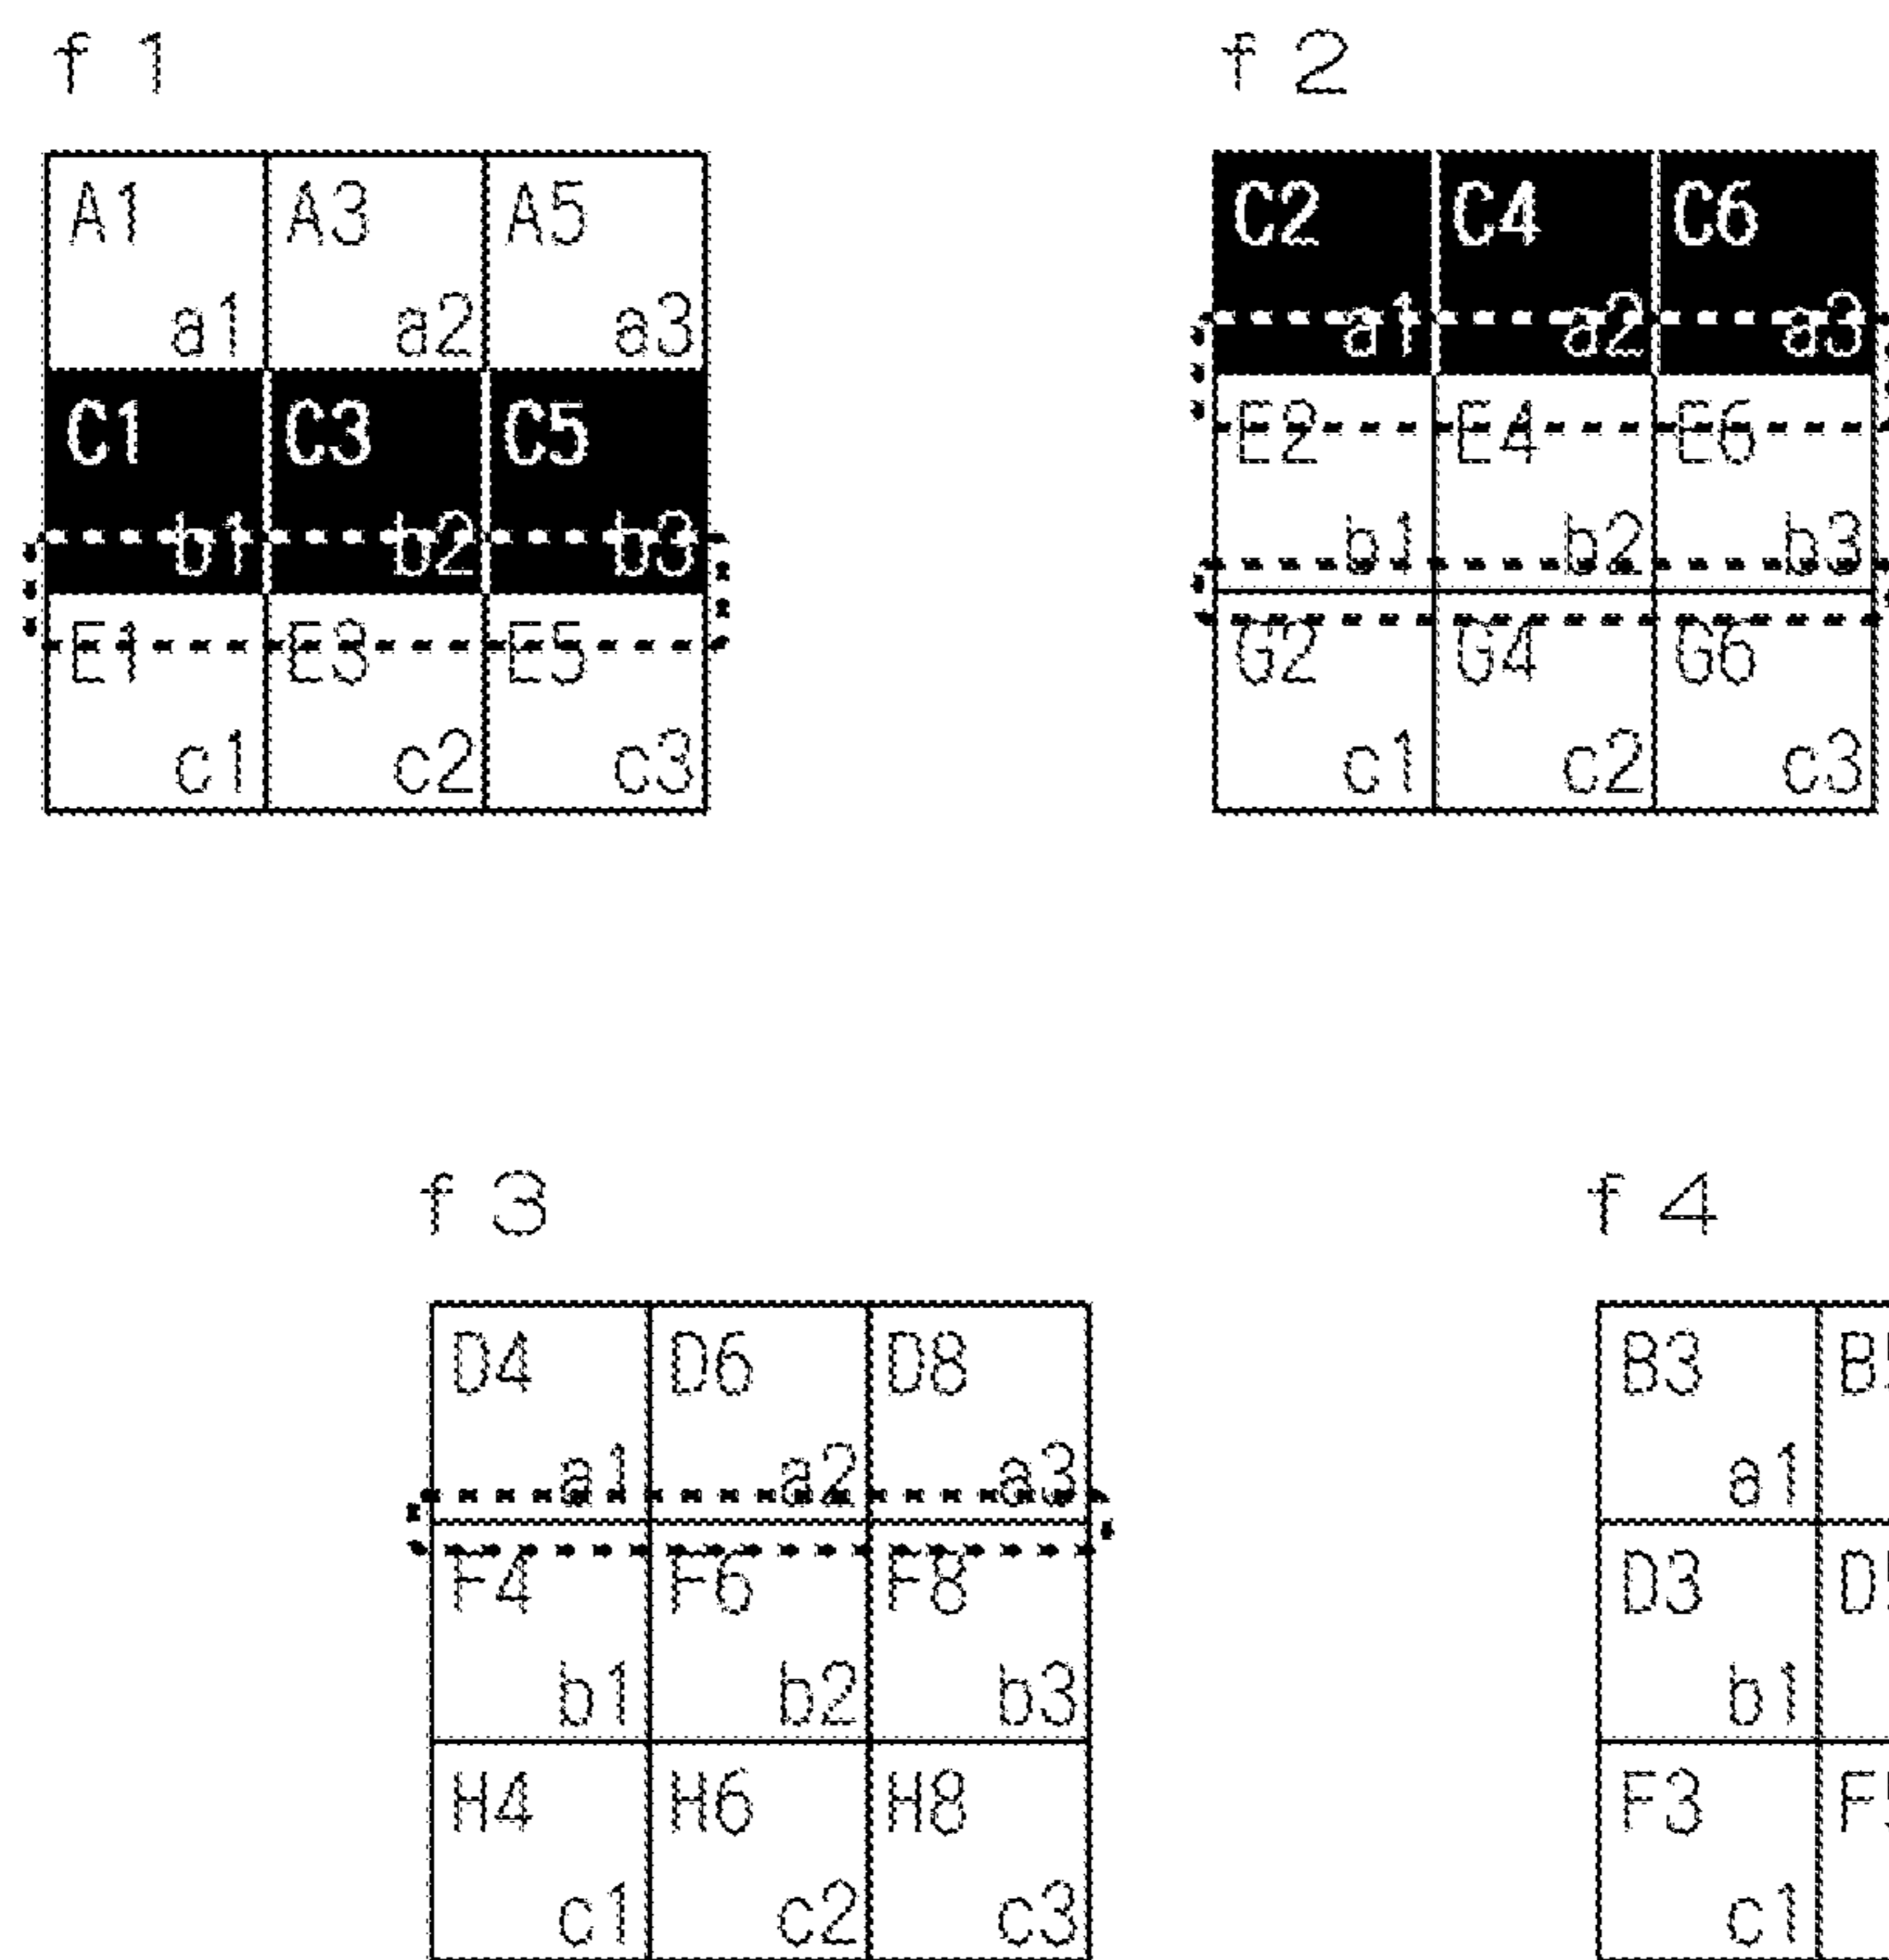 f 1 f 2
A1 A3 A5 C2 C4 C6
a1 a2 a3 a1 a2 a3
C1 C3 C5 E2 E4 E6
b1 b2 b3 b1 b2 b3
E1 E3 E5 G2 G4 G6
c1 c2 c3 c1 c2 c3
f 3 f 4
D4 D6 D8 B3
a1 a2 a3 a1
F4 F6 F8 D3
b1 b2 b3 b1
H4 H6 H8 F3
c1 c2 c3 c1